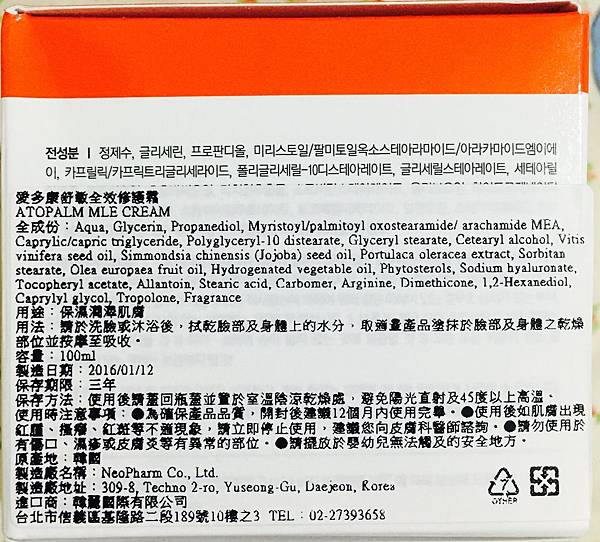 전성분 | 정제수, 글리세린, 프로판디올, 미리스토일/팔미토일옥소스테아라마이드/아라카마이드엠이에
이, 카프릴릭/카프릭트리글리세라이드, 폴리글리세릴-10디스테아레이트, 글리세릴스테아레이트, 세테아릴
愛多康舒敏全效修護霜
ATOPALM MLE CREAM
全成份：Aqua, Glycerin, Propanediol, Myristoyl/palmitoyl oxostearamide/ arachamide MEA,
Caprylic/capric triglyceride, Polyglyceryl-10 distearate, Glyceryl stearate, Cetearyl alcohol, Vitis
vinifera seed oil, Simmondsia chinensis (Jojoba) seed oil, Portulaca oleracea extract, Sorbitan
stearate, Olea europaea fruit oil, Hydrogenated vegetable oil, Phytosterols, Sodium hyaluronate,
Tocopheryl acetate, Allantoin, Stearic acid, Carbomer, Arginine, Dimethicone, 1,2-Hexanediol,
Caprylyl glycol, Tropolone, Fragrance
用途：保濕潤澤肌膚
用法：請於洗臉或沐浴後，拭乾臉部及身體上的水分，取適量產品塗抹於臉部及身體之乾燥
部位並按摩至吸收。
容量：100ml
製造日期：2016/01/12
保存期限：三年
保存方法：使用後請蓋回瓶蓋並置於室溫陰涼乾燥處，避免陽光直射及45度以上高溫。
使用時注意事項：●為確保產品品質，開封後建議12個月內使用完畢。●使用後如肌膚出現
紅腫、搔癢、紅斑等不適現象，請立即停止使用，建議您向皮膚科醫師諮詢。●請勿使用於
有傷口、濕疹或皮膚炎等有異常的部位。●請擺放於嬰幼兒無法觸及的安全地方。
原產地：韓國
製造廠名稱：NeoPharm Co., Ltd.
製造廠地址：309-8, Techno 2-ro, Yuseong-Gu, Daejeon, Korea
進口商：韓麗國際有限公司
台北市信義區基隆路二段189號10樓之3 TEL：02-27393658
7
OTHER